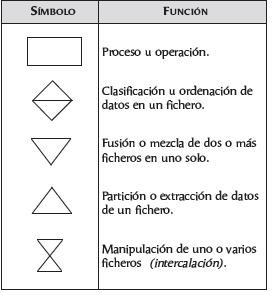 SÍMBOLO
FUNCIÓN
Proceso u operación.
Clasificación u ordenación de
datos en un fichero.
Fusión o mezcla de dos o más
ficheros en uno solo.
Partición o extracción de datos
de un fichero.
Manipulación de uno o varios
ficheros (intercalación).